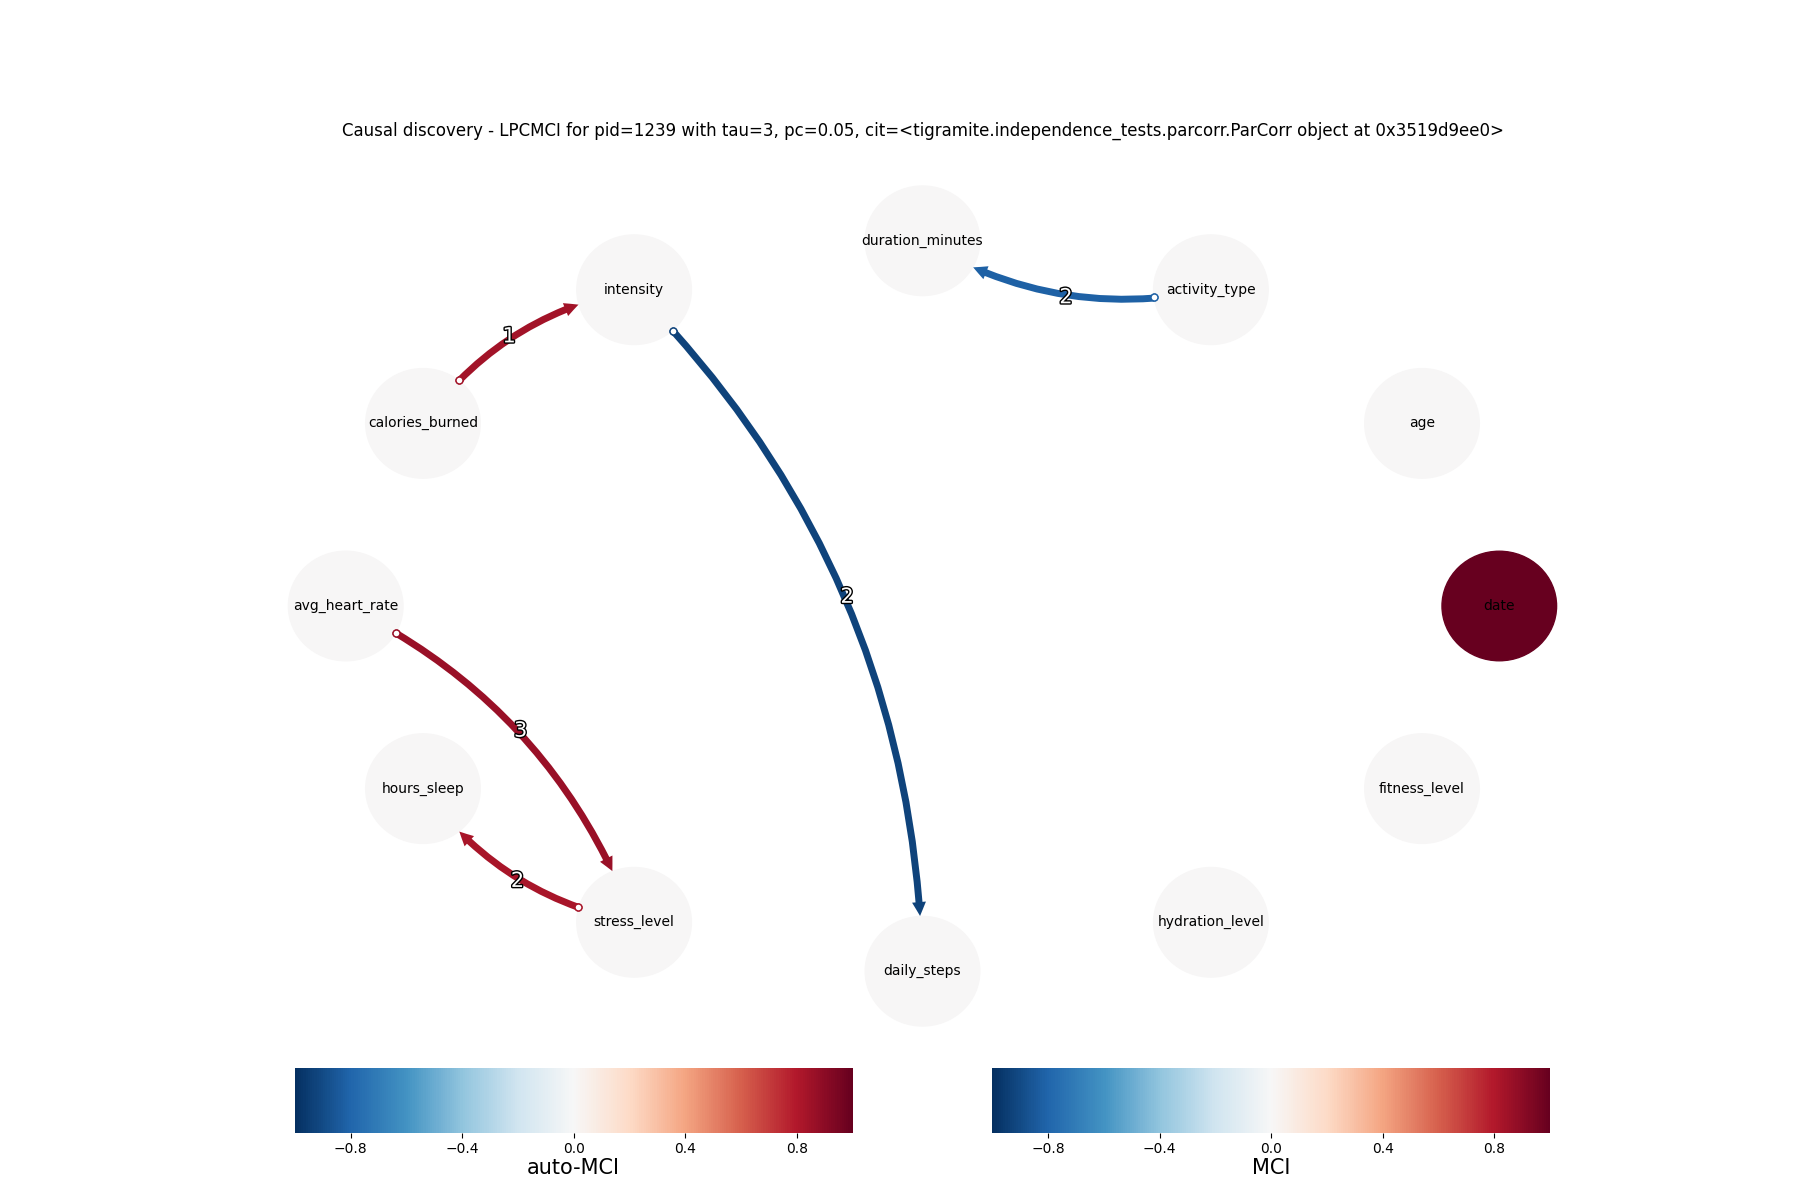 Causal discovery - LPCMCI for pid=1239 with tau=3, pc=0.05, cit=<tigramite.independence_tests.parcorr.ParCorr object at 0x3519d9ee0>
duration_minutes
intensity
activity_type
2
1
calories_burned
age
2
avg_heart_rate
date
3
hours_sleep
fitness_level
2
stress_level
hydration_level
daily_steps
−0.8 −0.4 0.0 0.4 0.8
auto-MCI
−0.8 −0.4 0.0 0.4 0.8
MCI